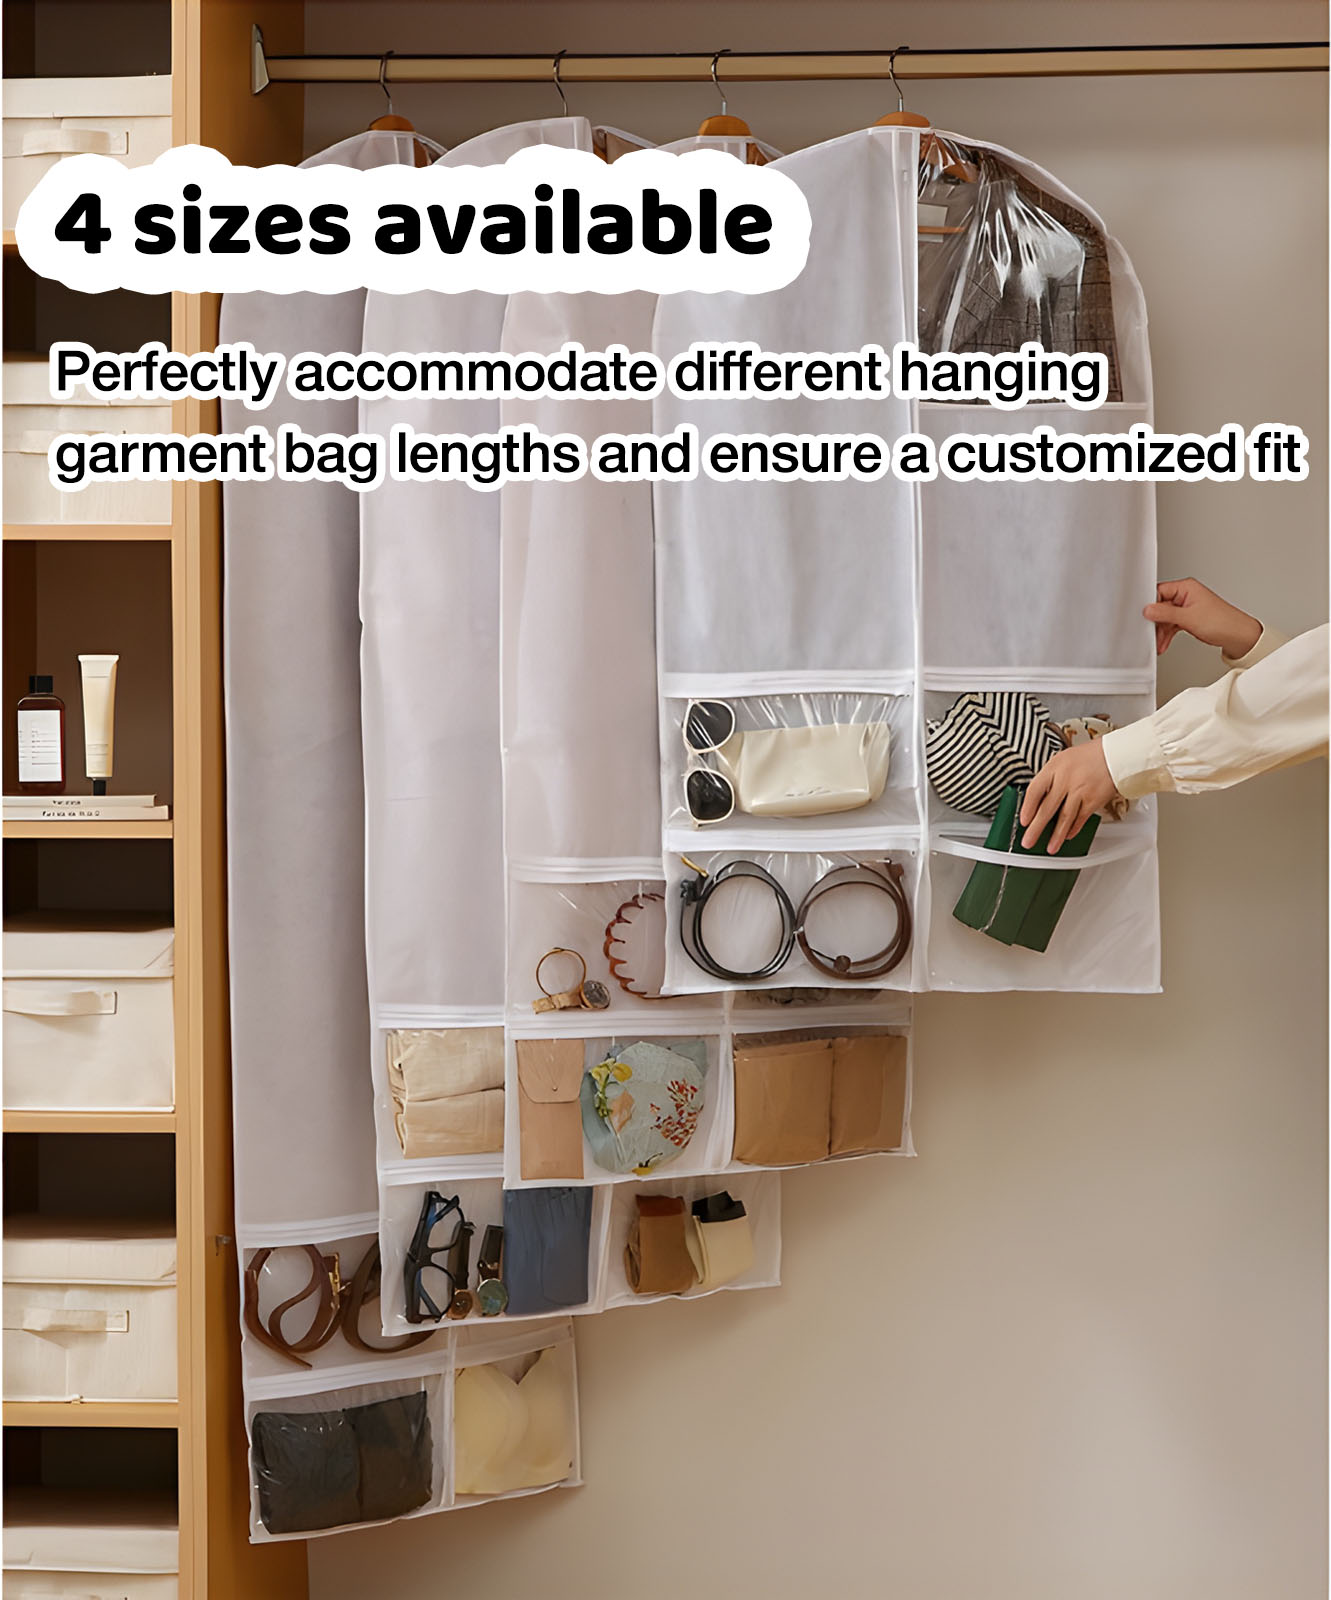 4 sizes available
Perfectly accommodate different hanging
garment bag lengths and ensure a customized fit